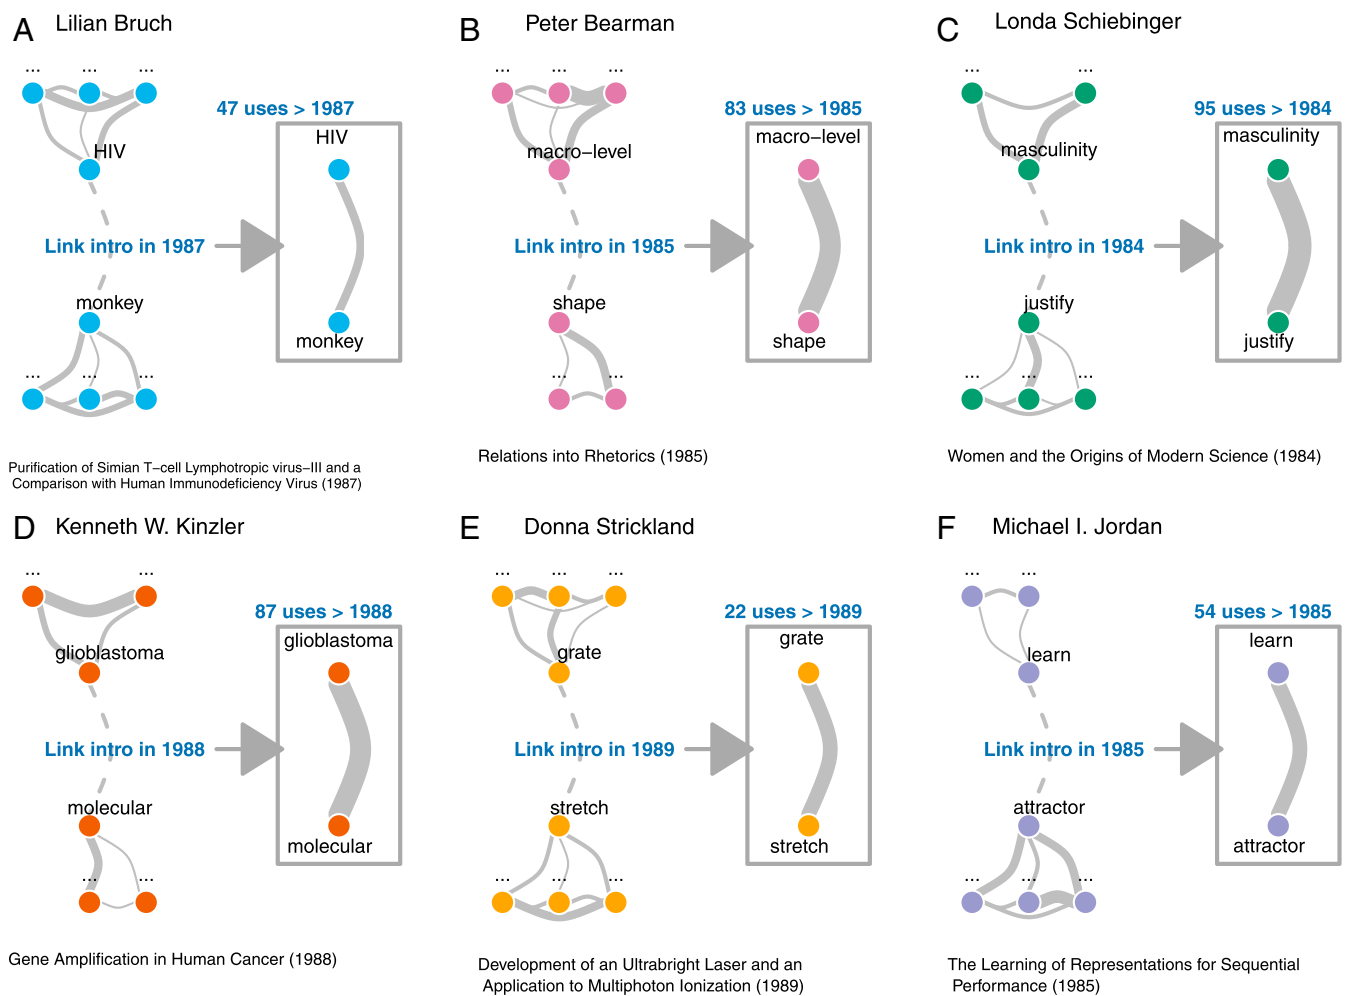 A Lilian Bruch
... ... ...
47 uses > 1987
HIV
HIV
Link intro in 1987
monkey
monkey
... ... ...
Purification of Simian T−cell Lymphotropic virus−III and a
Comparison with Human Immunodeficiency Virus (1987)
B Peter Bearman
... ... ...
83 uses > 1985
macro−level
macro−level
Link intro in 1985
shape
shape
... ...
Relations into Rhetorics (1985)
C Londa Schiebinger
... ...
95 uses > 1984
masculinity
masculinity
Link intro in 1984
justify
justify
... ... ...
Women and the Origins of Modern Science (1984)
D Kenneth W. Kinzler
... ...
87 uses > 1988
glioblastoma
glioblastoma
Link intro in 1988
molecular
molecular
... ...
Gene Amplification in Human Cancer (1988)
E Donna Strickland
... ... ...
22 uses > 1989
grate
grate
Link intro in 1989
stretch
stretch
... ... ...
Development of an Ultrabright Laser and an
Application to Multiphoton Ionization (1989)
F Michael I. Jordan
... ...
54 uses > 1985
learn
learn
Link intro in 1985
attractor
attractor
... ... ...
The Learning of Representations for Sequential
Performance (1985)